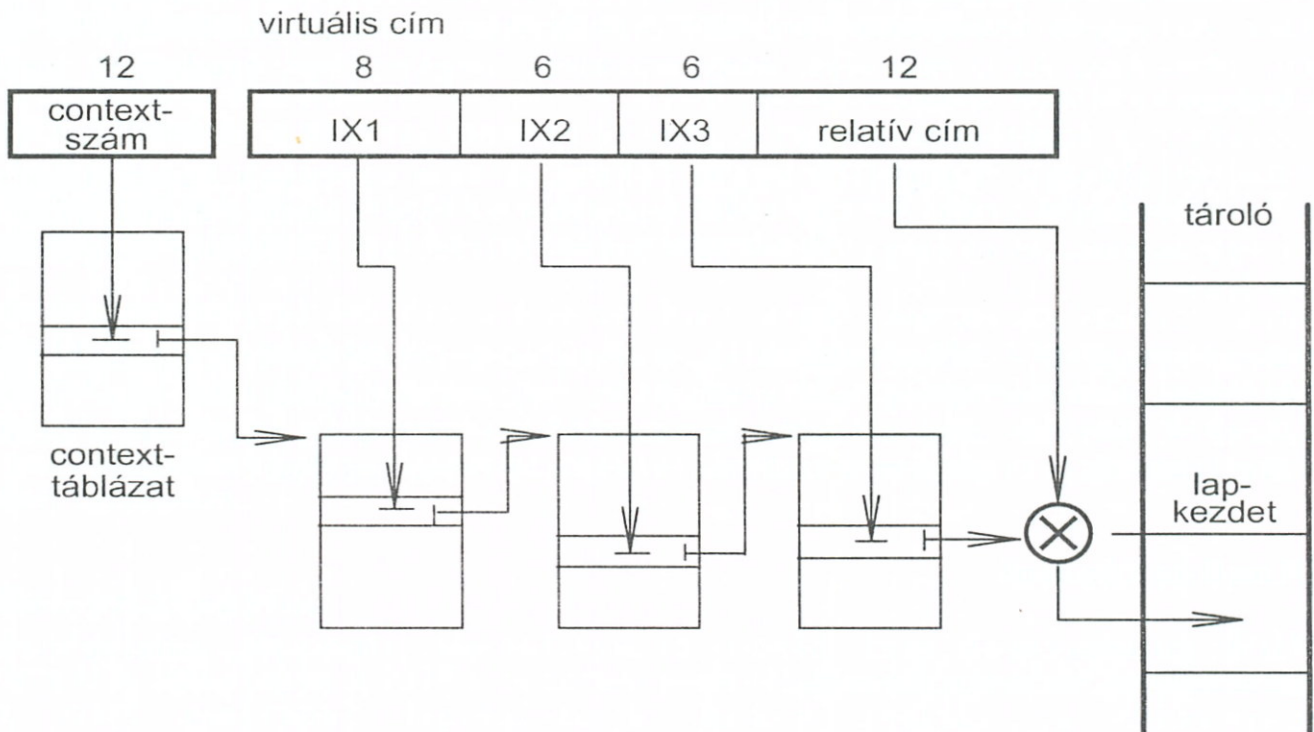 virtuális cím
12 8 6 6 12
context-
szám
IX1 IX2 IX3 relatív cím
tároló
context-
táblázat
lap-
kezdet